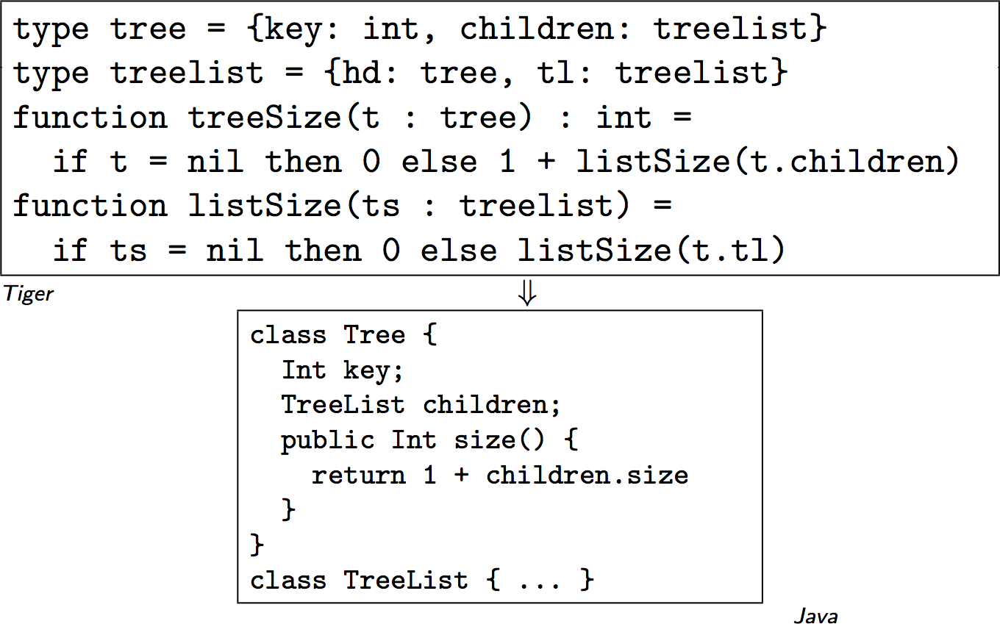 type tree = {key: int, children: treelist}
type treelist = {hd: tree, tl: treelist}
function treeSize(t : tree) : int =
  if t = nil then 0 else 1 + listSize(t.children)
function listSize(ts : treelist) =
  if ts = nil then 0 else listSize(t.tl)
Tiger
⇓
class Tree {
  Int key;
  TreeList children;
  public Int size() {
    return 1 + children.size
  }
}
class TreeList { ... }
Java